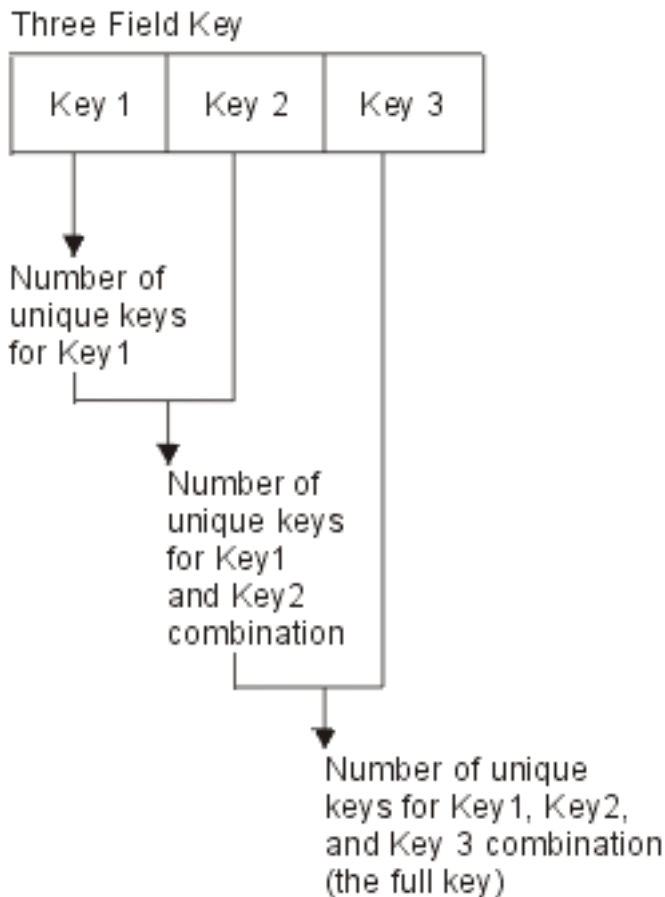 Three Field Key
Key 1 Key 2 Key 3
Number of
unique keys
for Key1
Number of
unique keys
for Key1
and Key2
combination
Number of unique
keys for Key1, Key2,
and Key 3 combination
(the full key)